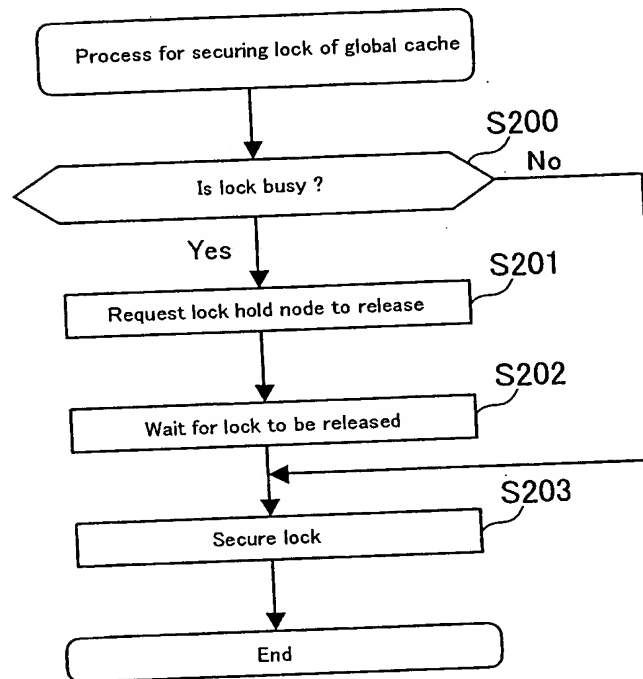 Process for securing lock of global cache
S200
Is lock busy ?
No
Yes
S201
Request lock hold node to release
S202
Wait for lock to be released
S203
Secure lock
End